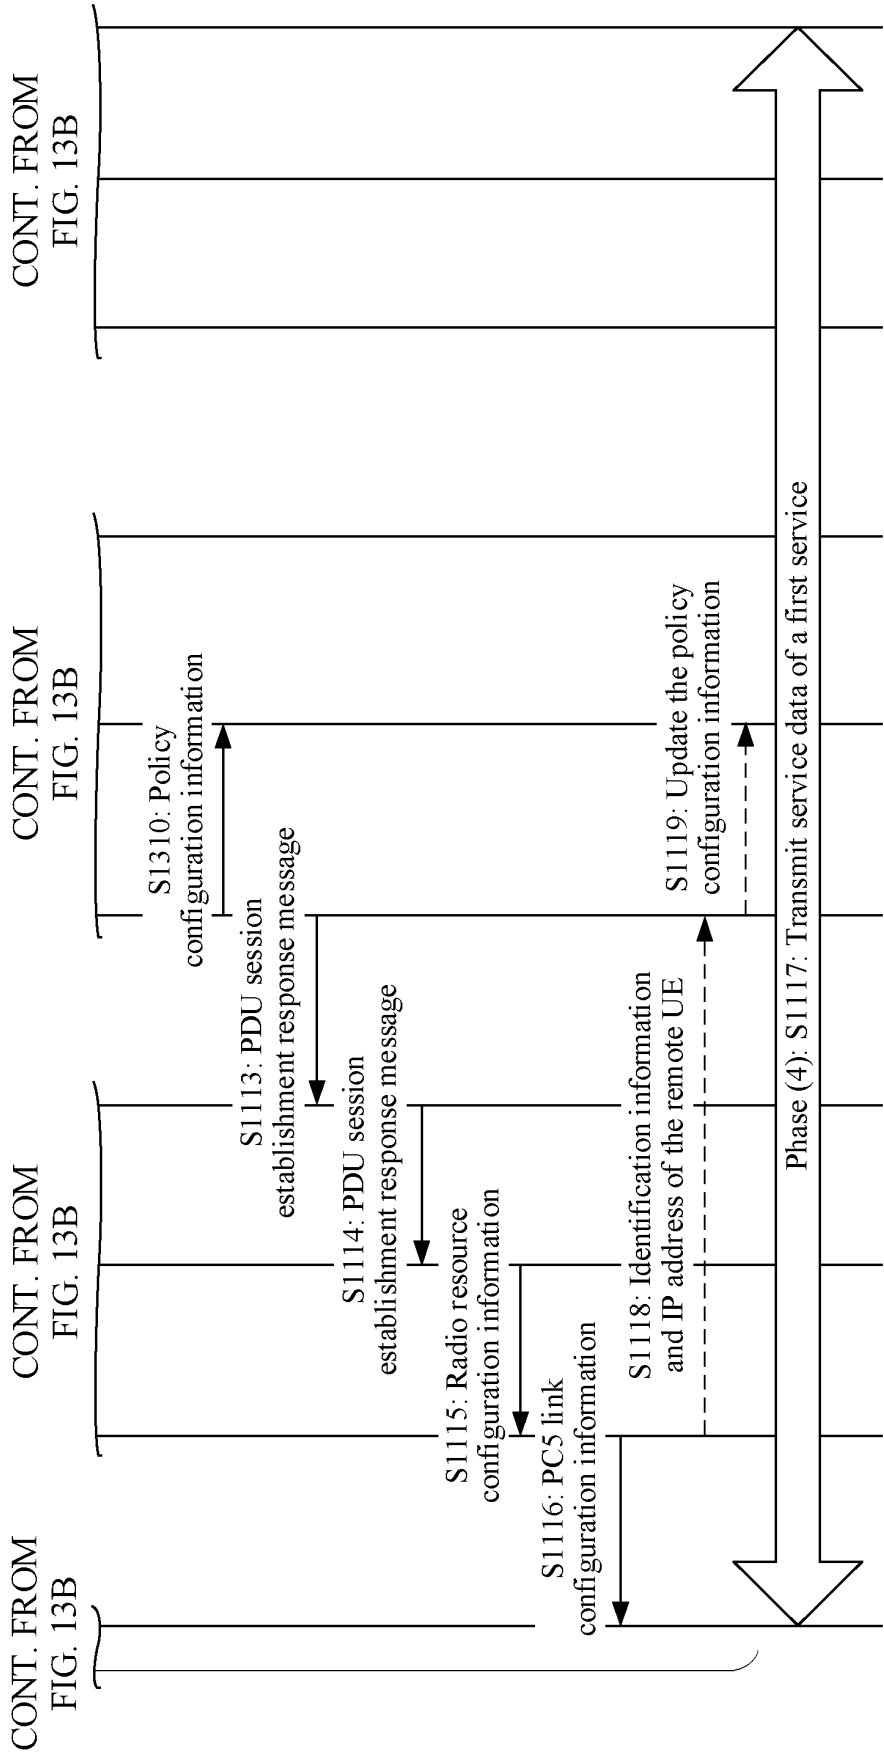 CONT. FROM
FIG. 13B
CONT. FROM
FIG. 13B
CONT. FROM
FIG. 13B
CONT. FROM
FIG. 13B
S1310: Policy
configuration information
S1113: PDU session
establishment response message
S1114: PDU session
establishment response message
S1115: Radio resource
configuration information
S1116: PC5 link
configuration information
S1118: Identification information
and IP address of the remote UE
S1119: Update the policy
configuration information
Phase (4): S1117: Transmit service data of a first service